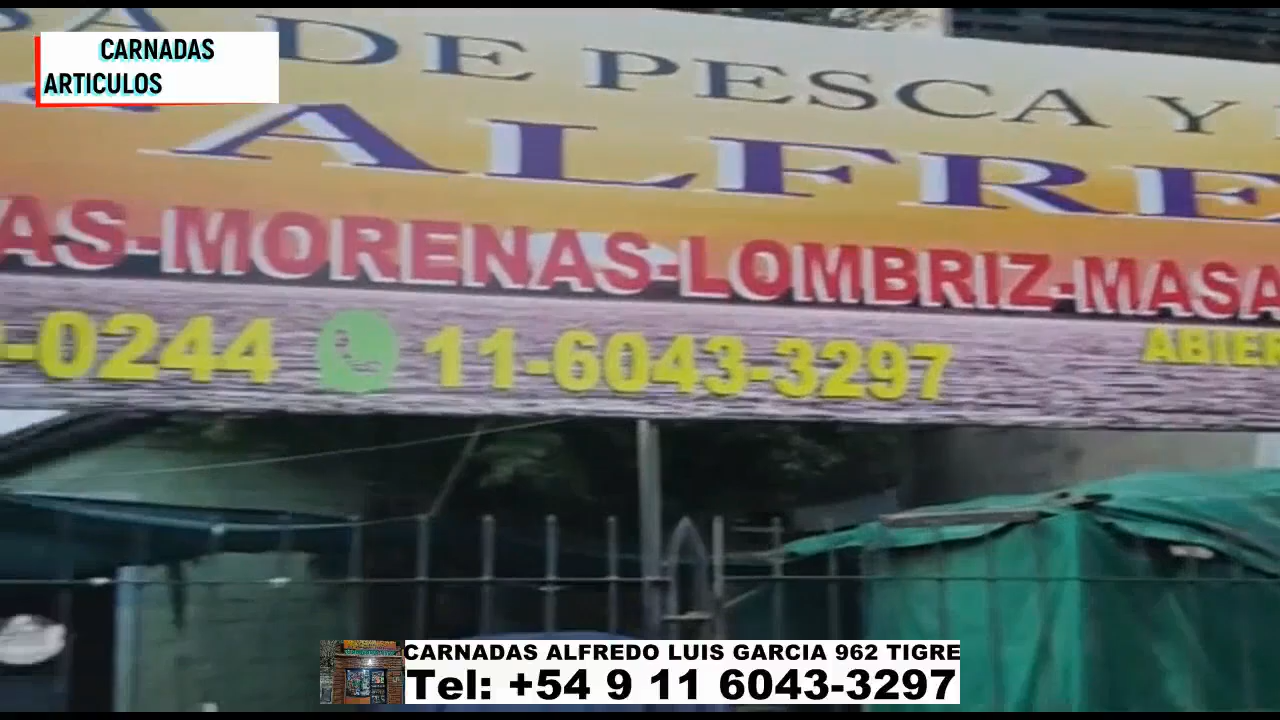 CARNADAS
ARTICULOS
DE PESCA Y
ALFRE
AS-MORENAS-LOMBRIZ-MASA
-0244 11-6043-3297
ABIER
CARNADAS ALFREDO LUIS GARCIA 962 TIGRE
Tel: +54 9 11 6043-3297